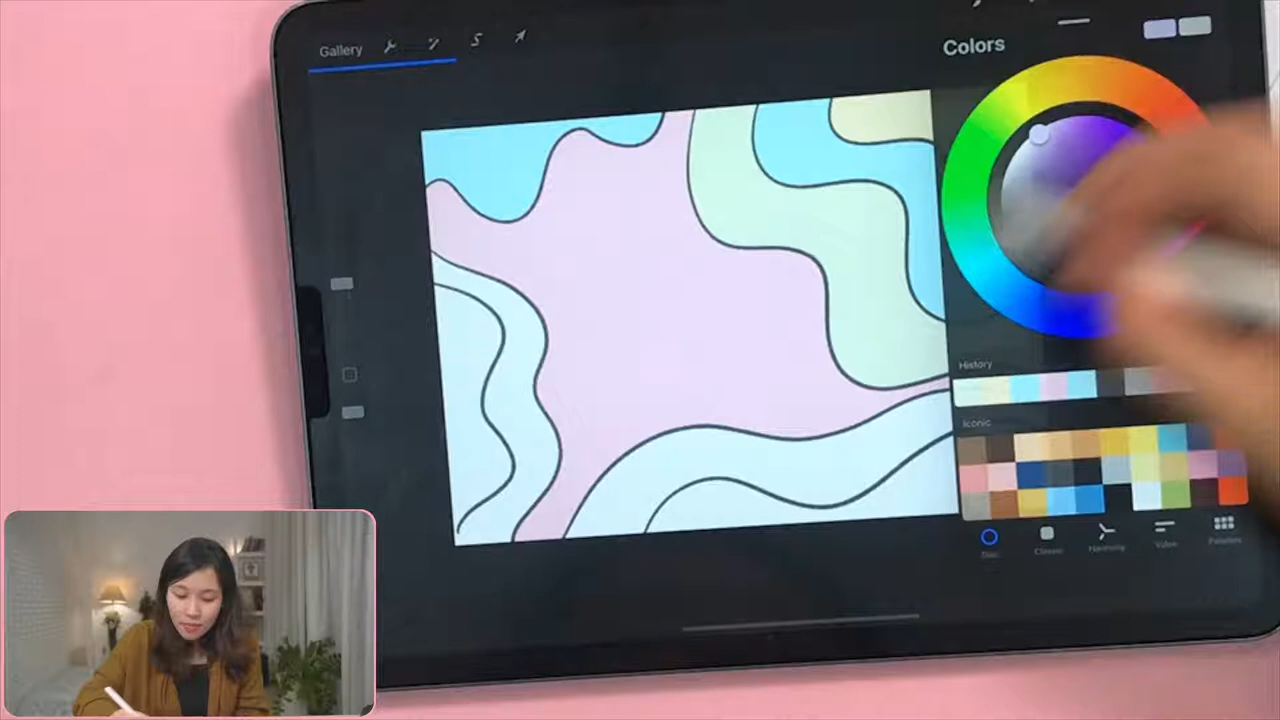 Gallery
Colors
History
Iconic
Disc
Classic
Harmony
Value
Palettes